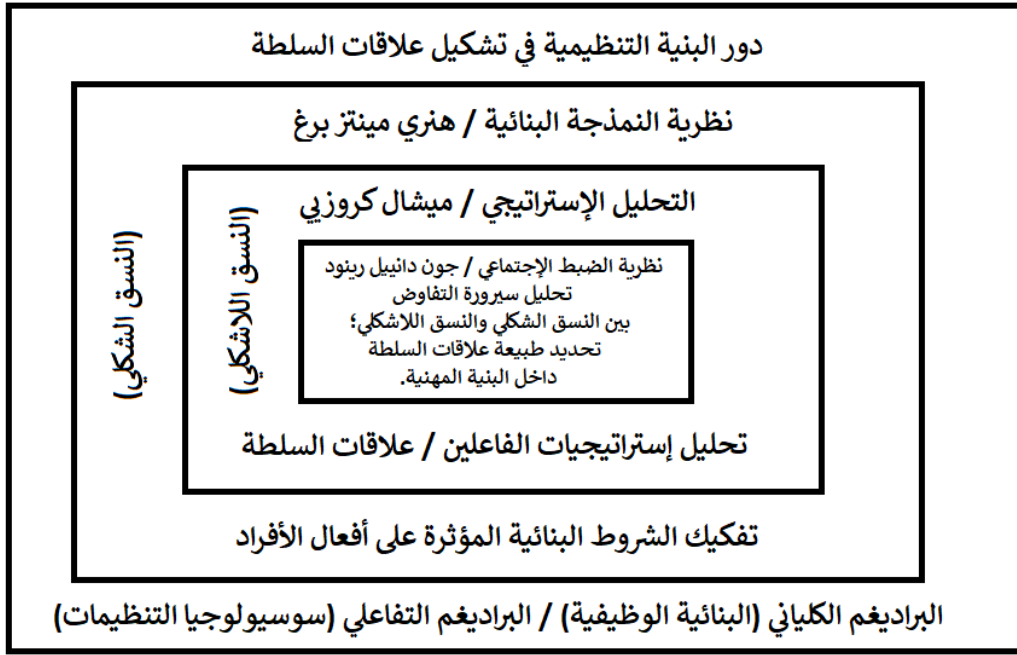 دور البنية التنظيمية في تشكيل علاقات السلطة
نظرية النمذجة البنائية / هنري مينتز برغ
التحليل الإستراتيجي / ميشال كروزيي
(النسق الشكلي)
(النسق اللاشكلي)
نظرية الضبط الإجتماعي / جون دانييل رينود
تحليل سيرورة التفاوض
بين النسق الشكلي والنسق اللاشكلي؛
تحديد طبيعة علاقات السلطة
داخل البنية المهنية.
تحليل إستراتيجيات الفاعلين / علاقات السلطة
تفكيك الشروط البنائية المؤثرة على أفعال الأفراد
البراديغم الكلياني (البنائية الوظيفية) / البراديغم التفاعلي (سوسيولوجيا التنظيمات)